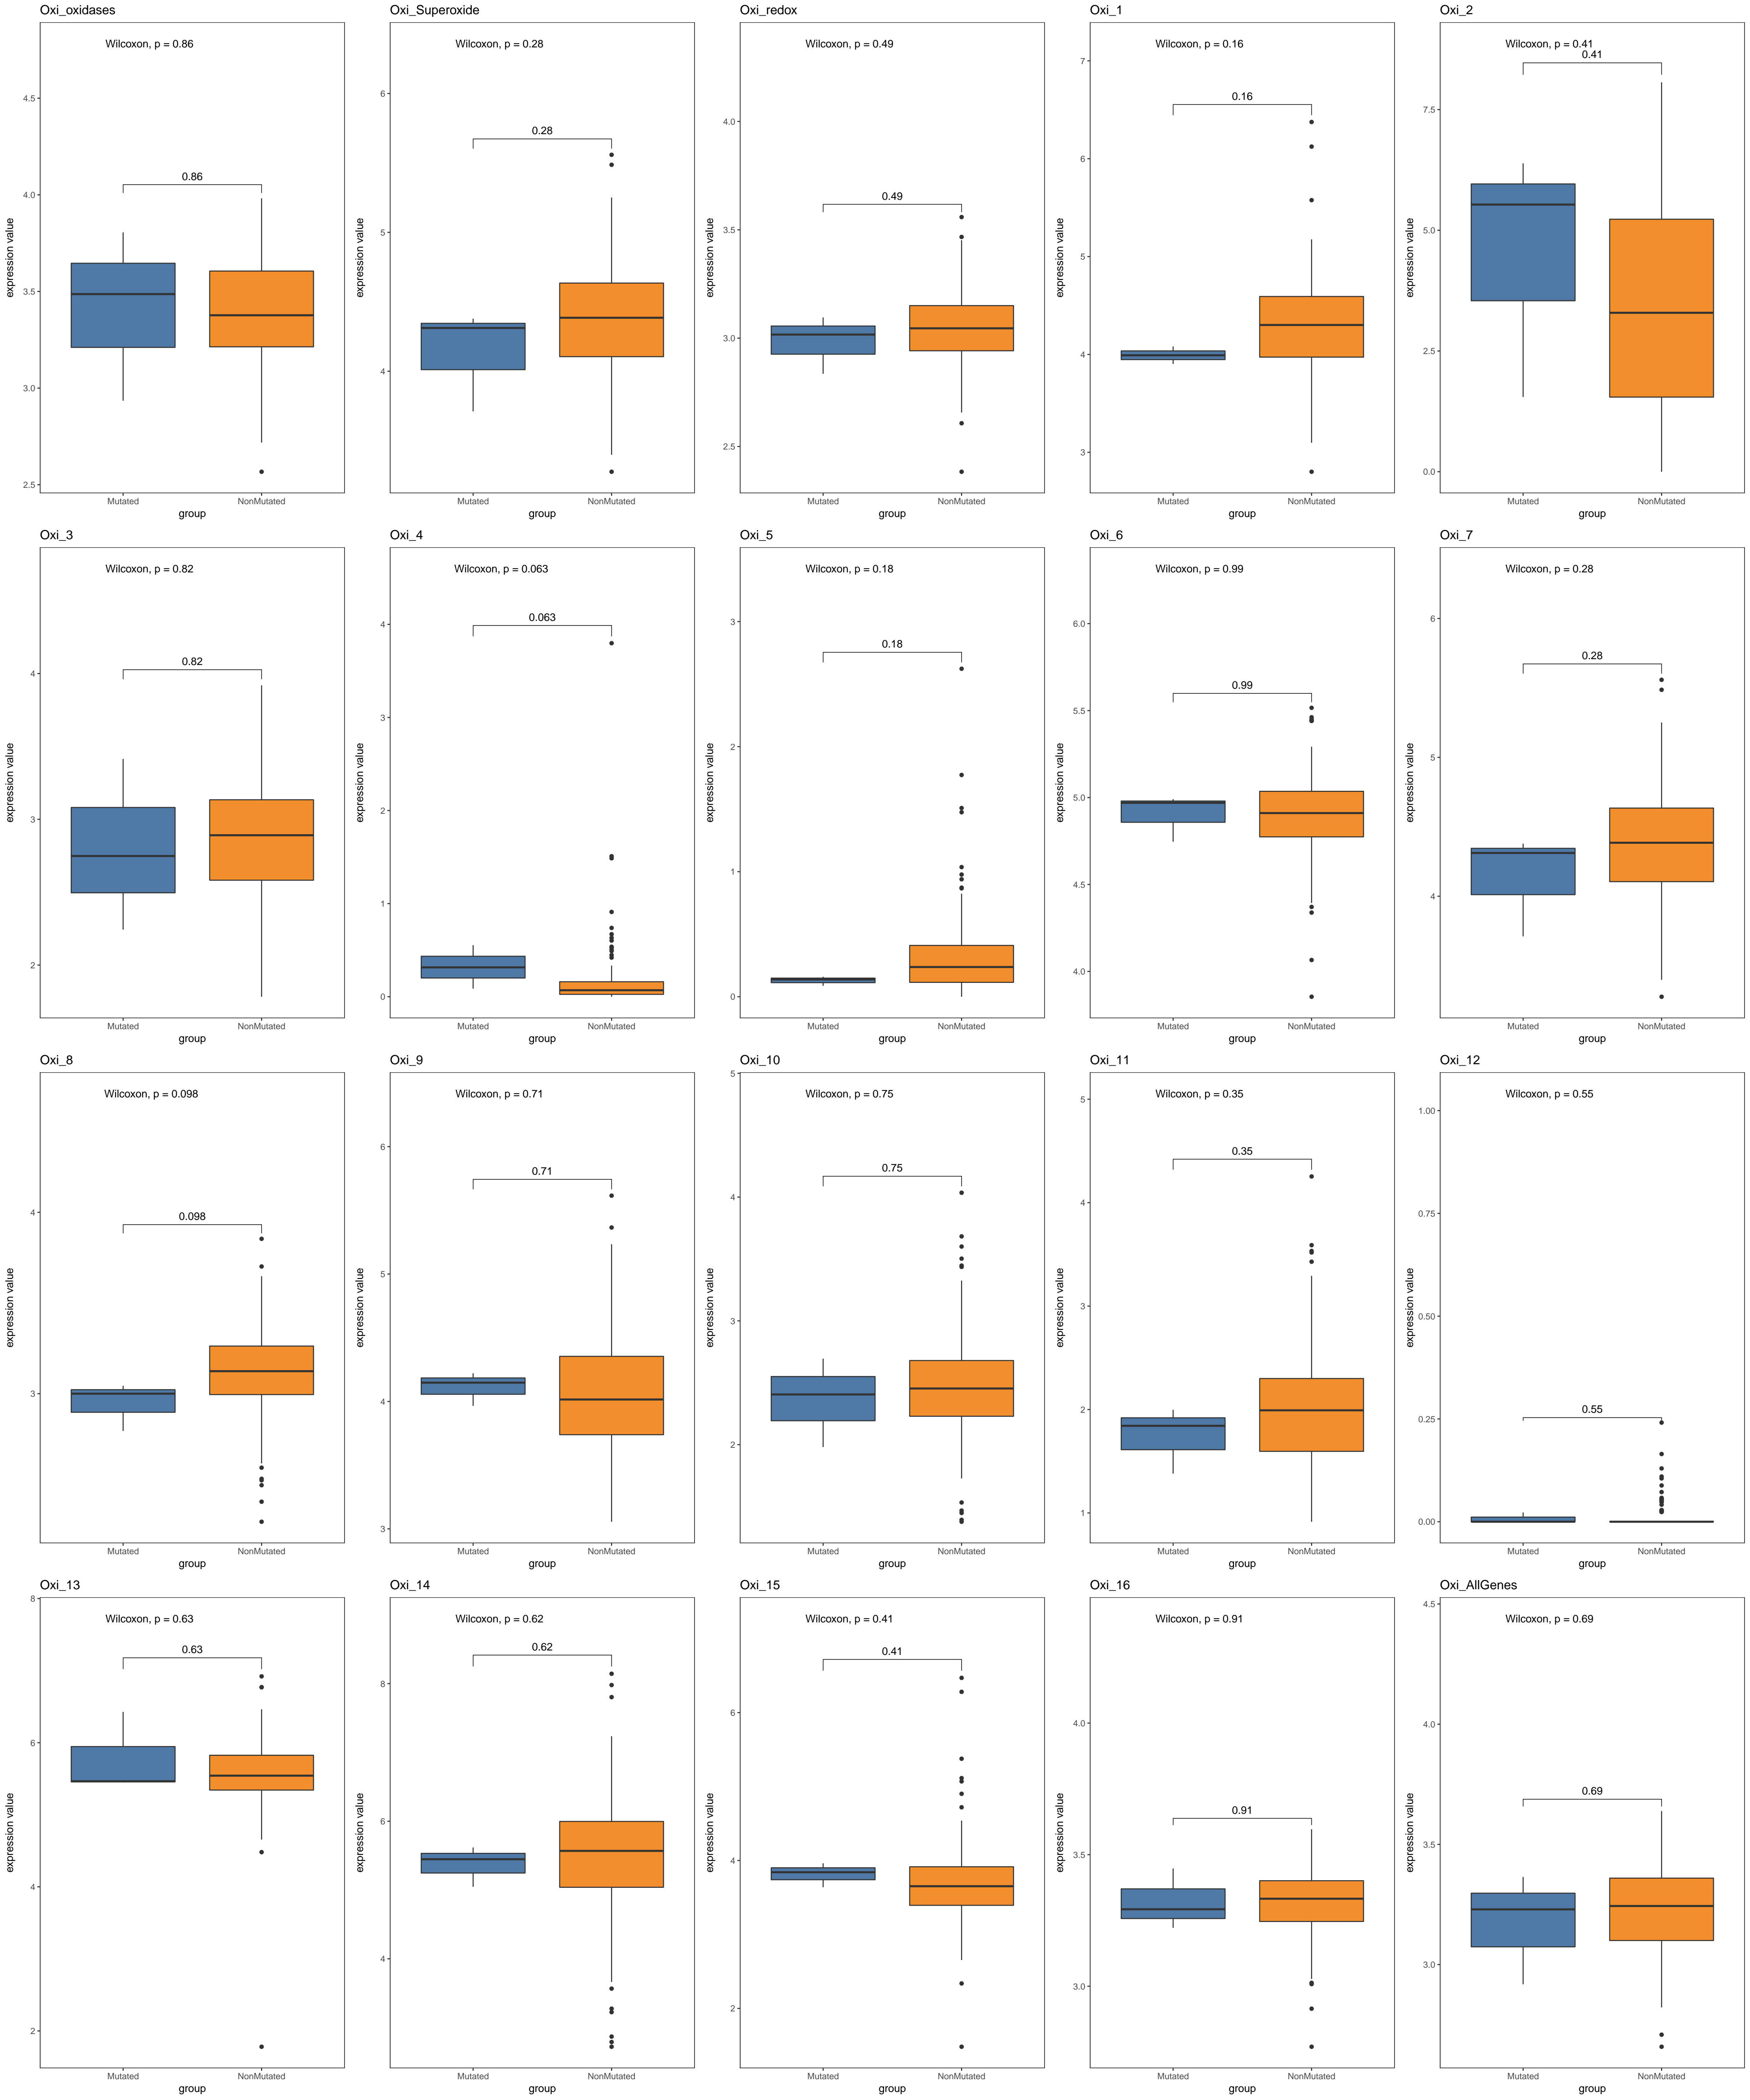 Oxi_oxidases
Wilcoxon, p = 0.86
0.86
4.5
4.0
3.5
3.0
2.5
expression value
Mutated
NonMutated
group
Oxi_Superoxide
Wilcoxon, p = 0.28
0.28
6
5
4
expression value
Mutated
NonMutated
group
Oxi_redox
Wilcoxon, p = 0.49
0.49
4.0
3.5
3.0
2.5
expression value
Mutated
NonMutated
group
Oxi_1
Wilcoxon, p = 0.16
0.16
7
6
5
4
3
expression value
Mutated
NonMutated
group
Oxi_2
Wilcoxon, p = 0.41
0.41
7.5
5.0
2.5
0.0
expression value
Mutated
NonMutated
group
Oxi_3
Wilcoxon, p = 0.82
0.82
4
3
2
expression value
Mutated
NonMutated
group
Oxi_4
Wilcoxon, p = 0.063
0.063
4
3
2
1
0
expression value
Mutated
NonMutated
group
Oxi_5
Wilcoxon, p = 0.18
0.18
3
2
1
0
expression value
Mutated
NonMutated
group
Oxi_6
Wilcoxon, p = 0.99
0.99
6.0
5.5
5.0
4.5
4.0
expression value
Mutated
NonMutated
group
Oxi_7
Wilcoxon, p = 0.28
0.28
6
5
4
expression value
Mutated
NonMutated
group
Oxi_8
Wilcoxon, p = 0.098
0.098
4
3
expression value
Mutated
NonMutated
group
Oxi_9
Wilcoxon, p = 0.71
0.71
6
5
4
3
expression value
Mutated
NonMutated
group
Oxi_10
Wilcoxon, p = 0.75
0.75
5
4
3
2
expression value
Mutated
NonMutated
group
Oxi_11
Wilcoxon, p = 0.35
0.35
5
4
3
2
1
expression value
Mutated
NonMutated
group
Oxi_12
Wilcoxon, p = 0.55
0.55
1.00
0.75
0.50
0.25
0.00
expression value
Mutated
NonMutated
group
Oxi_13
Wilcoxon, p = 0.63
0.63
8
6
4
2
expression value
Mutated
NonMutated
group
Oxi_14
Wilcoxon, p = 0.62
0.62
8
6
4
expression value
Mutated
NonMutated
group
Oxi_15
Wilcoxon, p = 0.41
0.41
6
4
2
expression value
Mutated
NonMutated
group
Oxi_16
Wilcoxon, p = 0.91
0.91
4.0
3.5
3.0
expression value
Mutated
NonMutated
group
Oxi_AllGenes
Wilcoxon, p = 0.69
0.69
4.5
4.0
3.5
3.0
expression value
Mutated
NonMutated
group